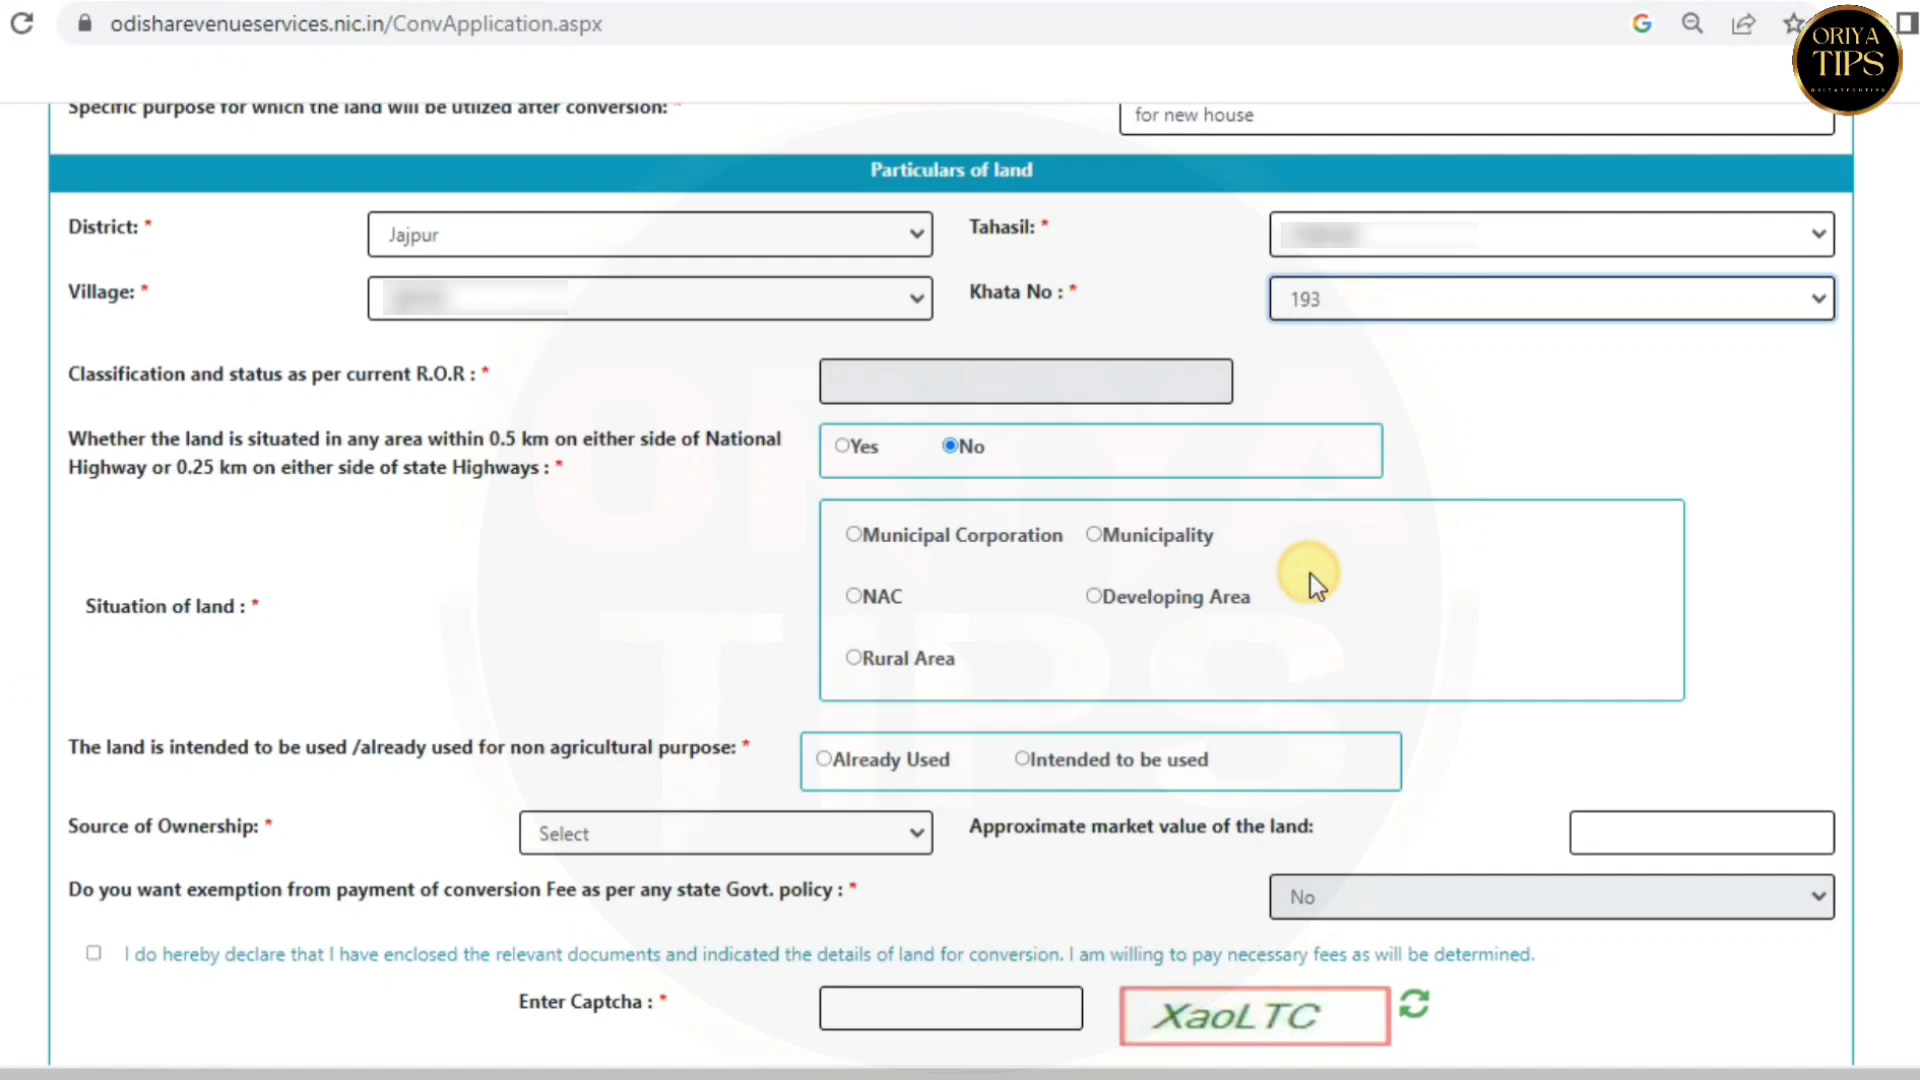 odisharevenueservices.nic.in/ConvApplication.aspx
ORIYA
TIPS
Specific purpose for which the land will be utilized after conversion: *
for new house
Particulars of land
District: *
Jajpur
Tahasil: *
Village: *
Khata No : *
193
Classification and status as per current R.O.R : *
Whether the land is situated in any area within 0.5 km on either side of National
Highway or 0.25 km on either side of state Highways : *
Yes
No
Municipal Corporation
Municipality
Situation of land : *
NAC
Developing Area
Rural Area
The land is intended to be used /already used for non agricultural purpose: *
Already Used
Intended to be used
Source of Ownership: *
Select
Approximate market value of the land:
Do you want exemption from payment of conversion Fee as per any state Govt. policy : *
No
I do hereby declare that I have enclosed the relevant documents and indicated the details of land for conversion. I am willing to pay necessary fees as will be determined.
Enter Captcha : *
XaoLTC
ORIYA
TIPS